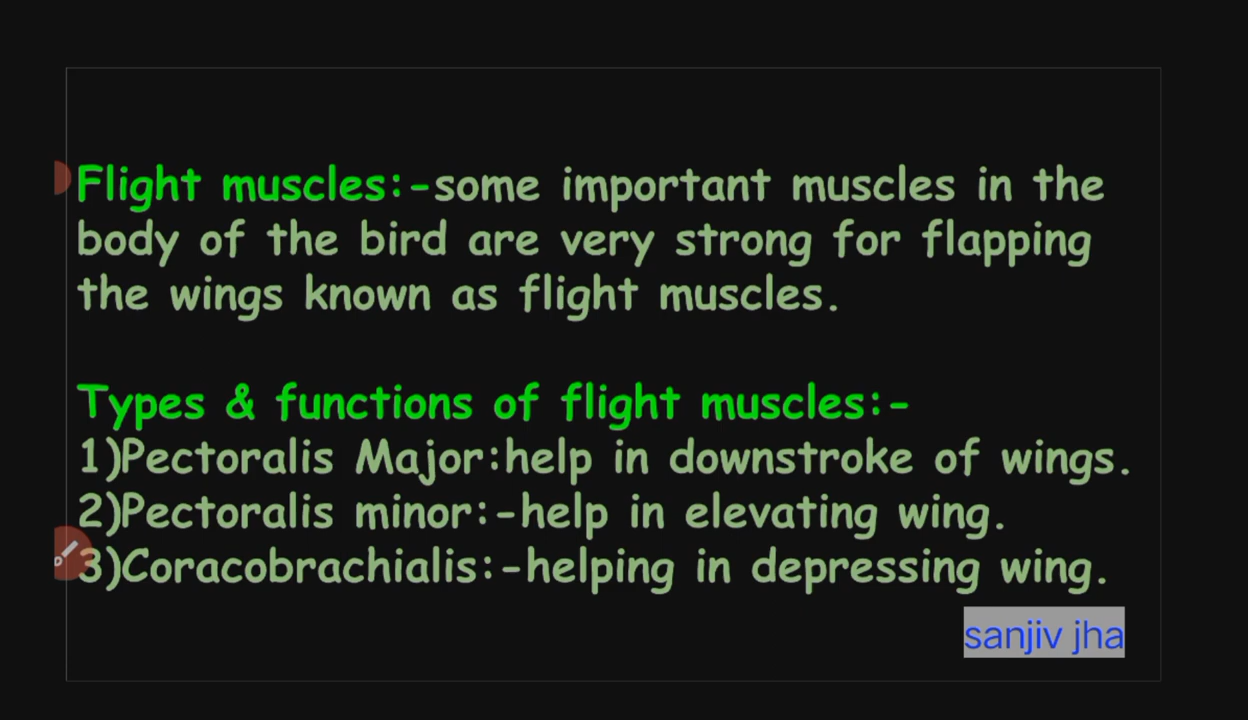 Flight muscles:-some important muscles in the
body of the bird are very strong for flapping
the wings known as flight muscles.
Types & functions of flight muscles:-
1)Pectoralis Major:help in downstroke of wings.
2)Pectoralis minor:-help in elevating wing.
3)Coracobrachialis:-helping in depressing wing.
sanjiv jha